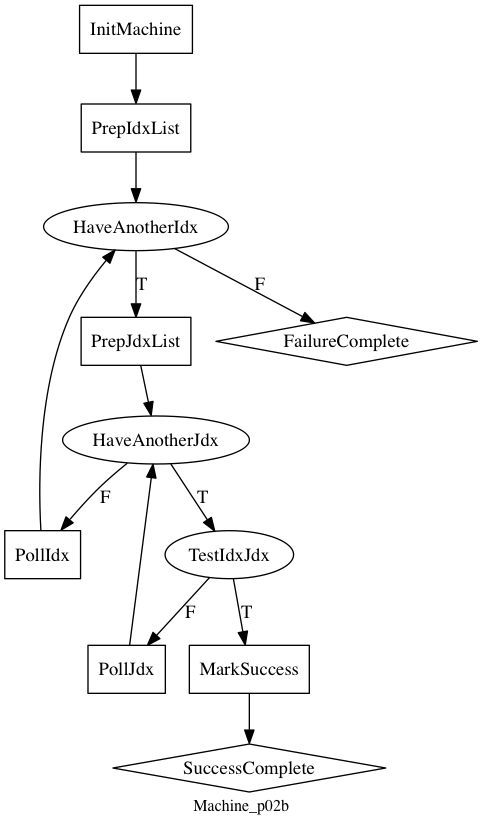 InitMachine
PrepIdxList
HaveAnotherIdx
T
F
PrepJdxList
FailureComplete
HaveAnotherJdx
F
T
PollIdx
TestIdxJdx
F
T
PollJdx
MarkSuccess
SuccessComplete
Machine_p02b